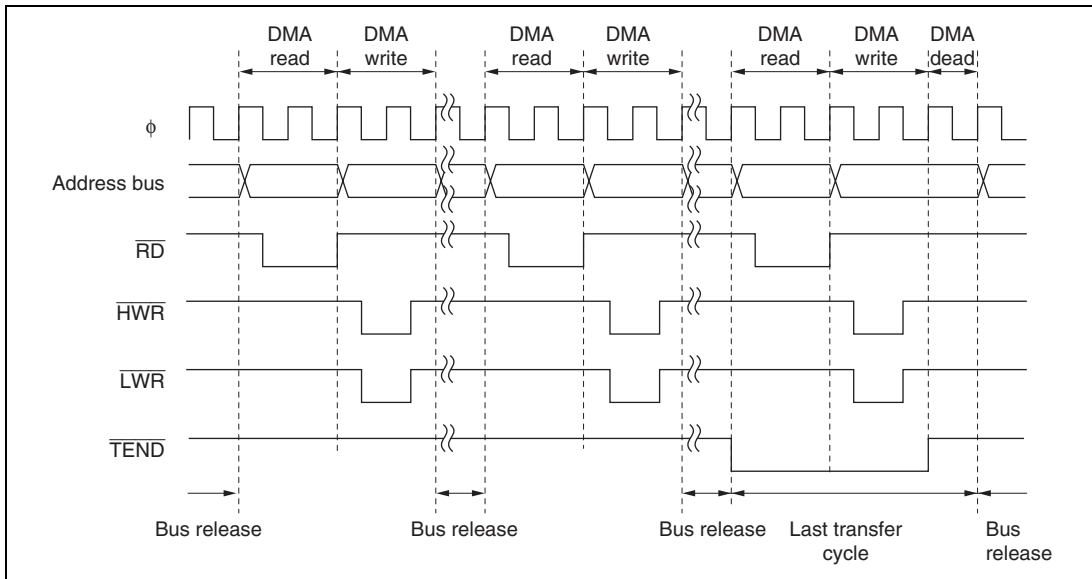 DMA read
DMA write
DMA read
DMA write
DMA read
DMA write
DMA dead
ϕ
Address bus
RD
HWR
LWR
TEND
Bus release
Bus release
Bus release
Last transfer cycle
Bus release